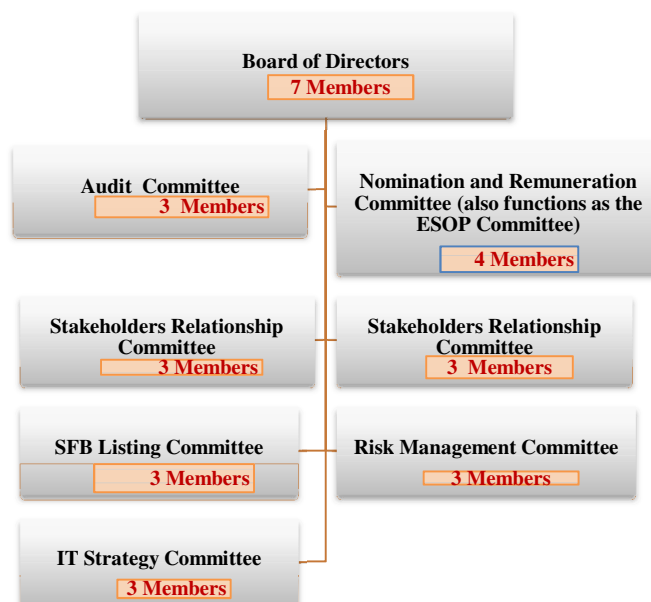 Board of Directors
7 Members
Audit Committee
3 Members
Nomination and Remuneration
Committee (also functions as the
ESOP Committee)
4 Members
Stakeholders Relationship
Committee
3 Members
Stakeholders Relationship
Committee
3 Members
SFB Listing Committee
3 Members
Risk Management Committee
3 Members
IT Strategy Committee
3 Members